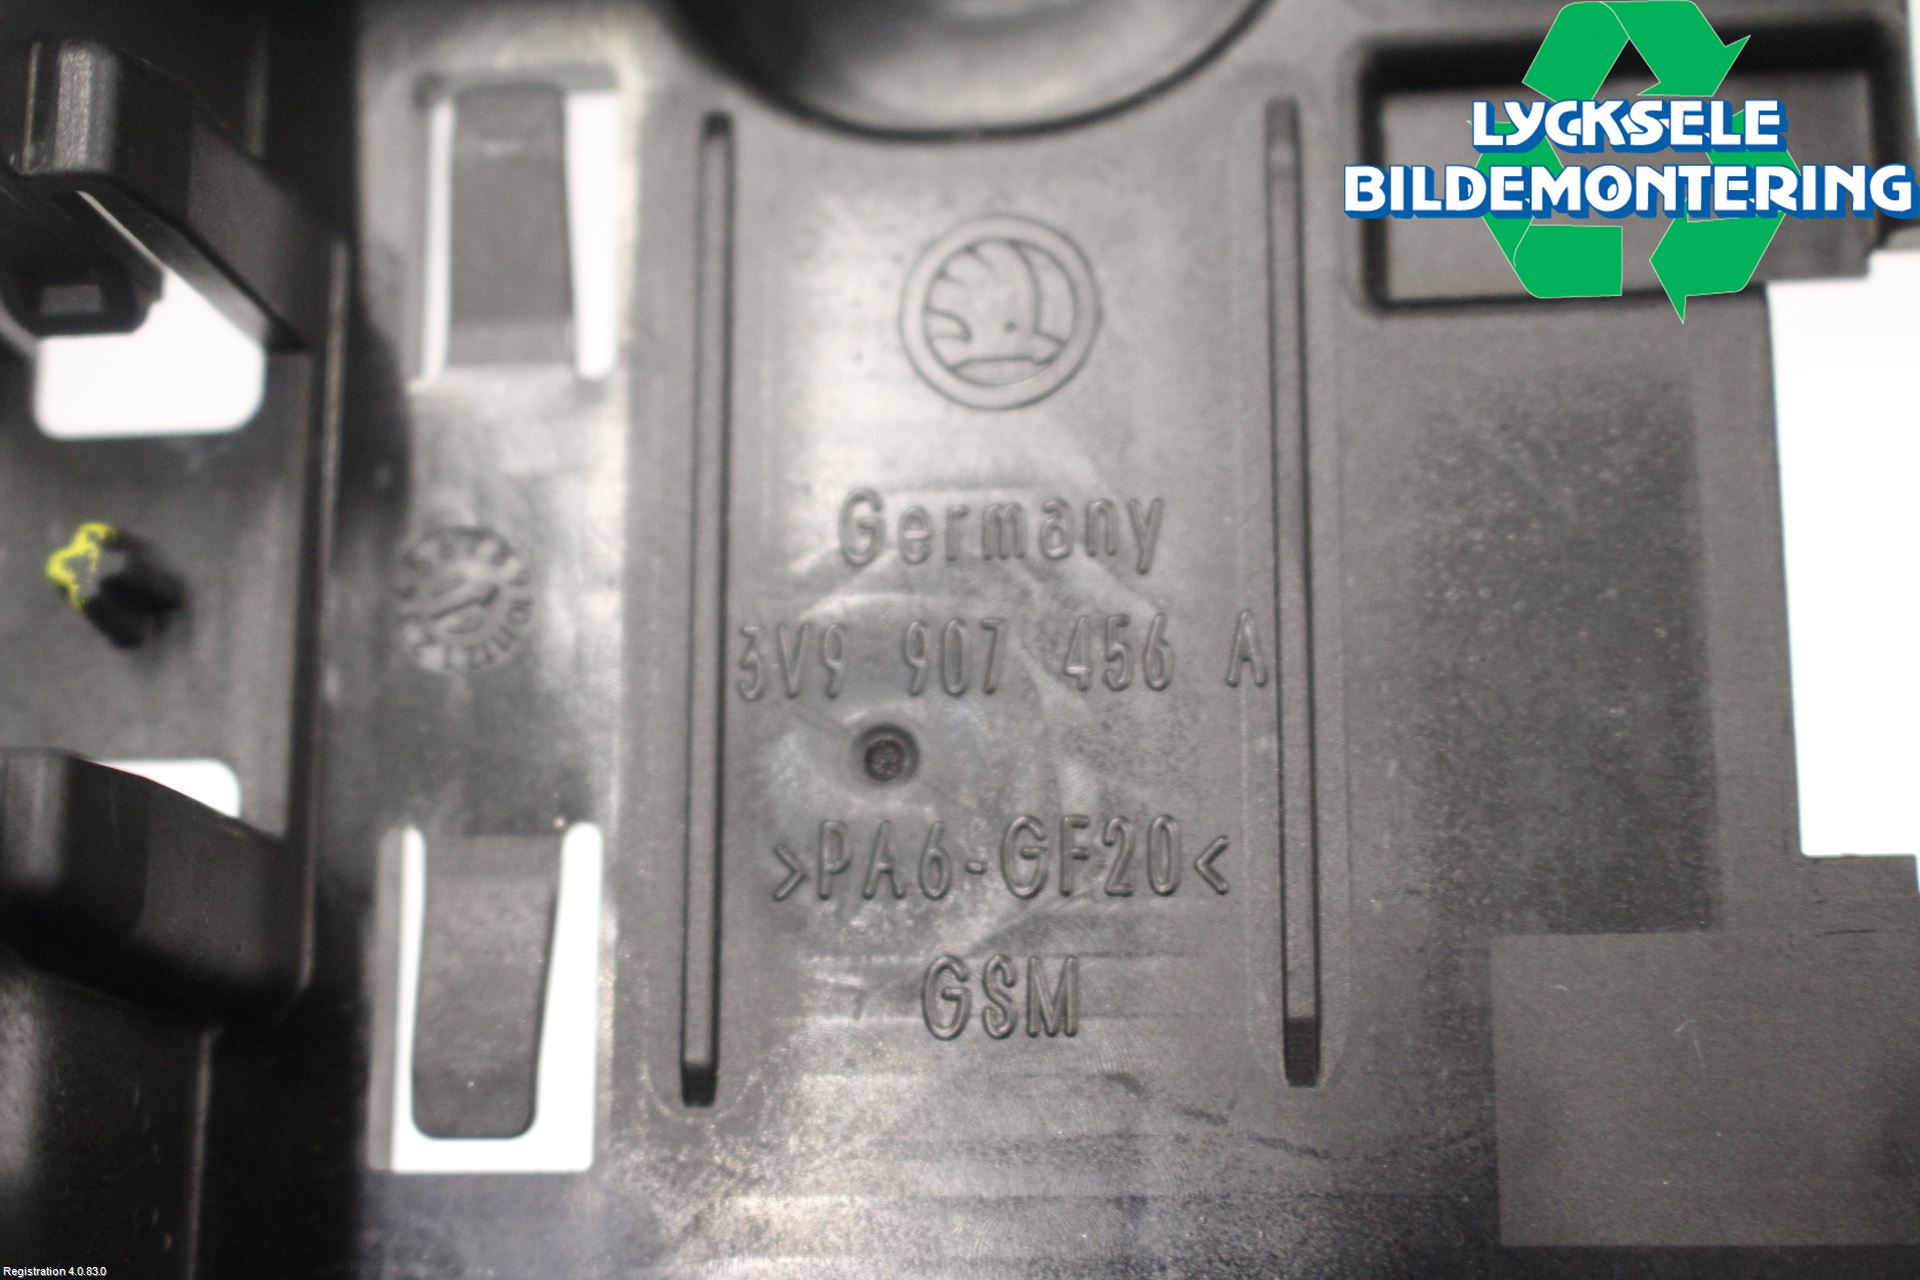 LYCKSELE
BILDEMONTERING
Germany
3V9 907 456 A
>PA6-GF20<
GSM
Registration 4.0.83.0